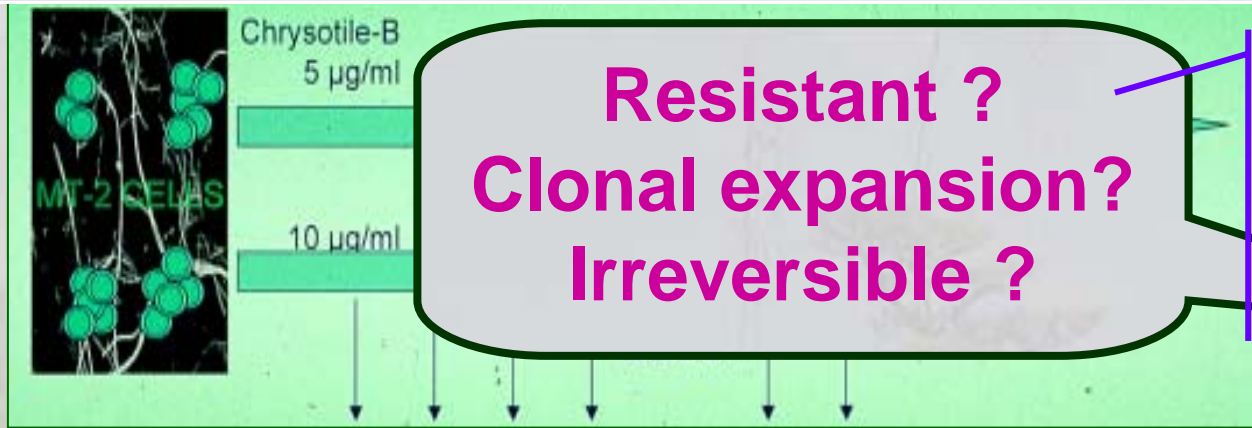 Chrysotile-B
5 µg/ml
MT-2 CELLS
10 µg/ml
Resistant ?
Clonal expansion?
Irreversible ?